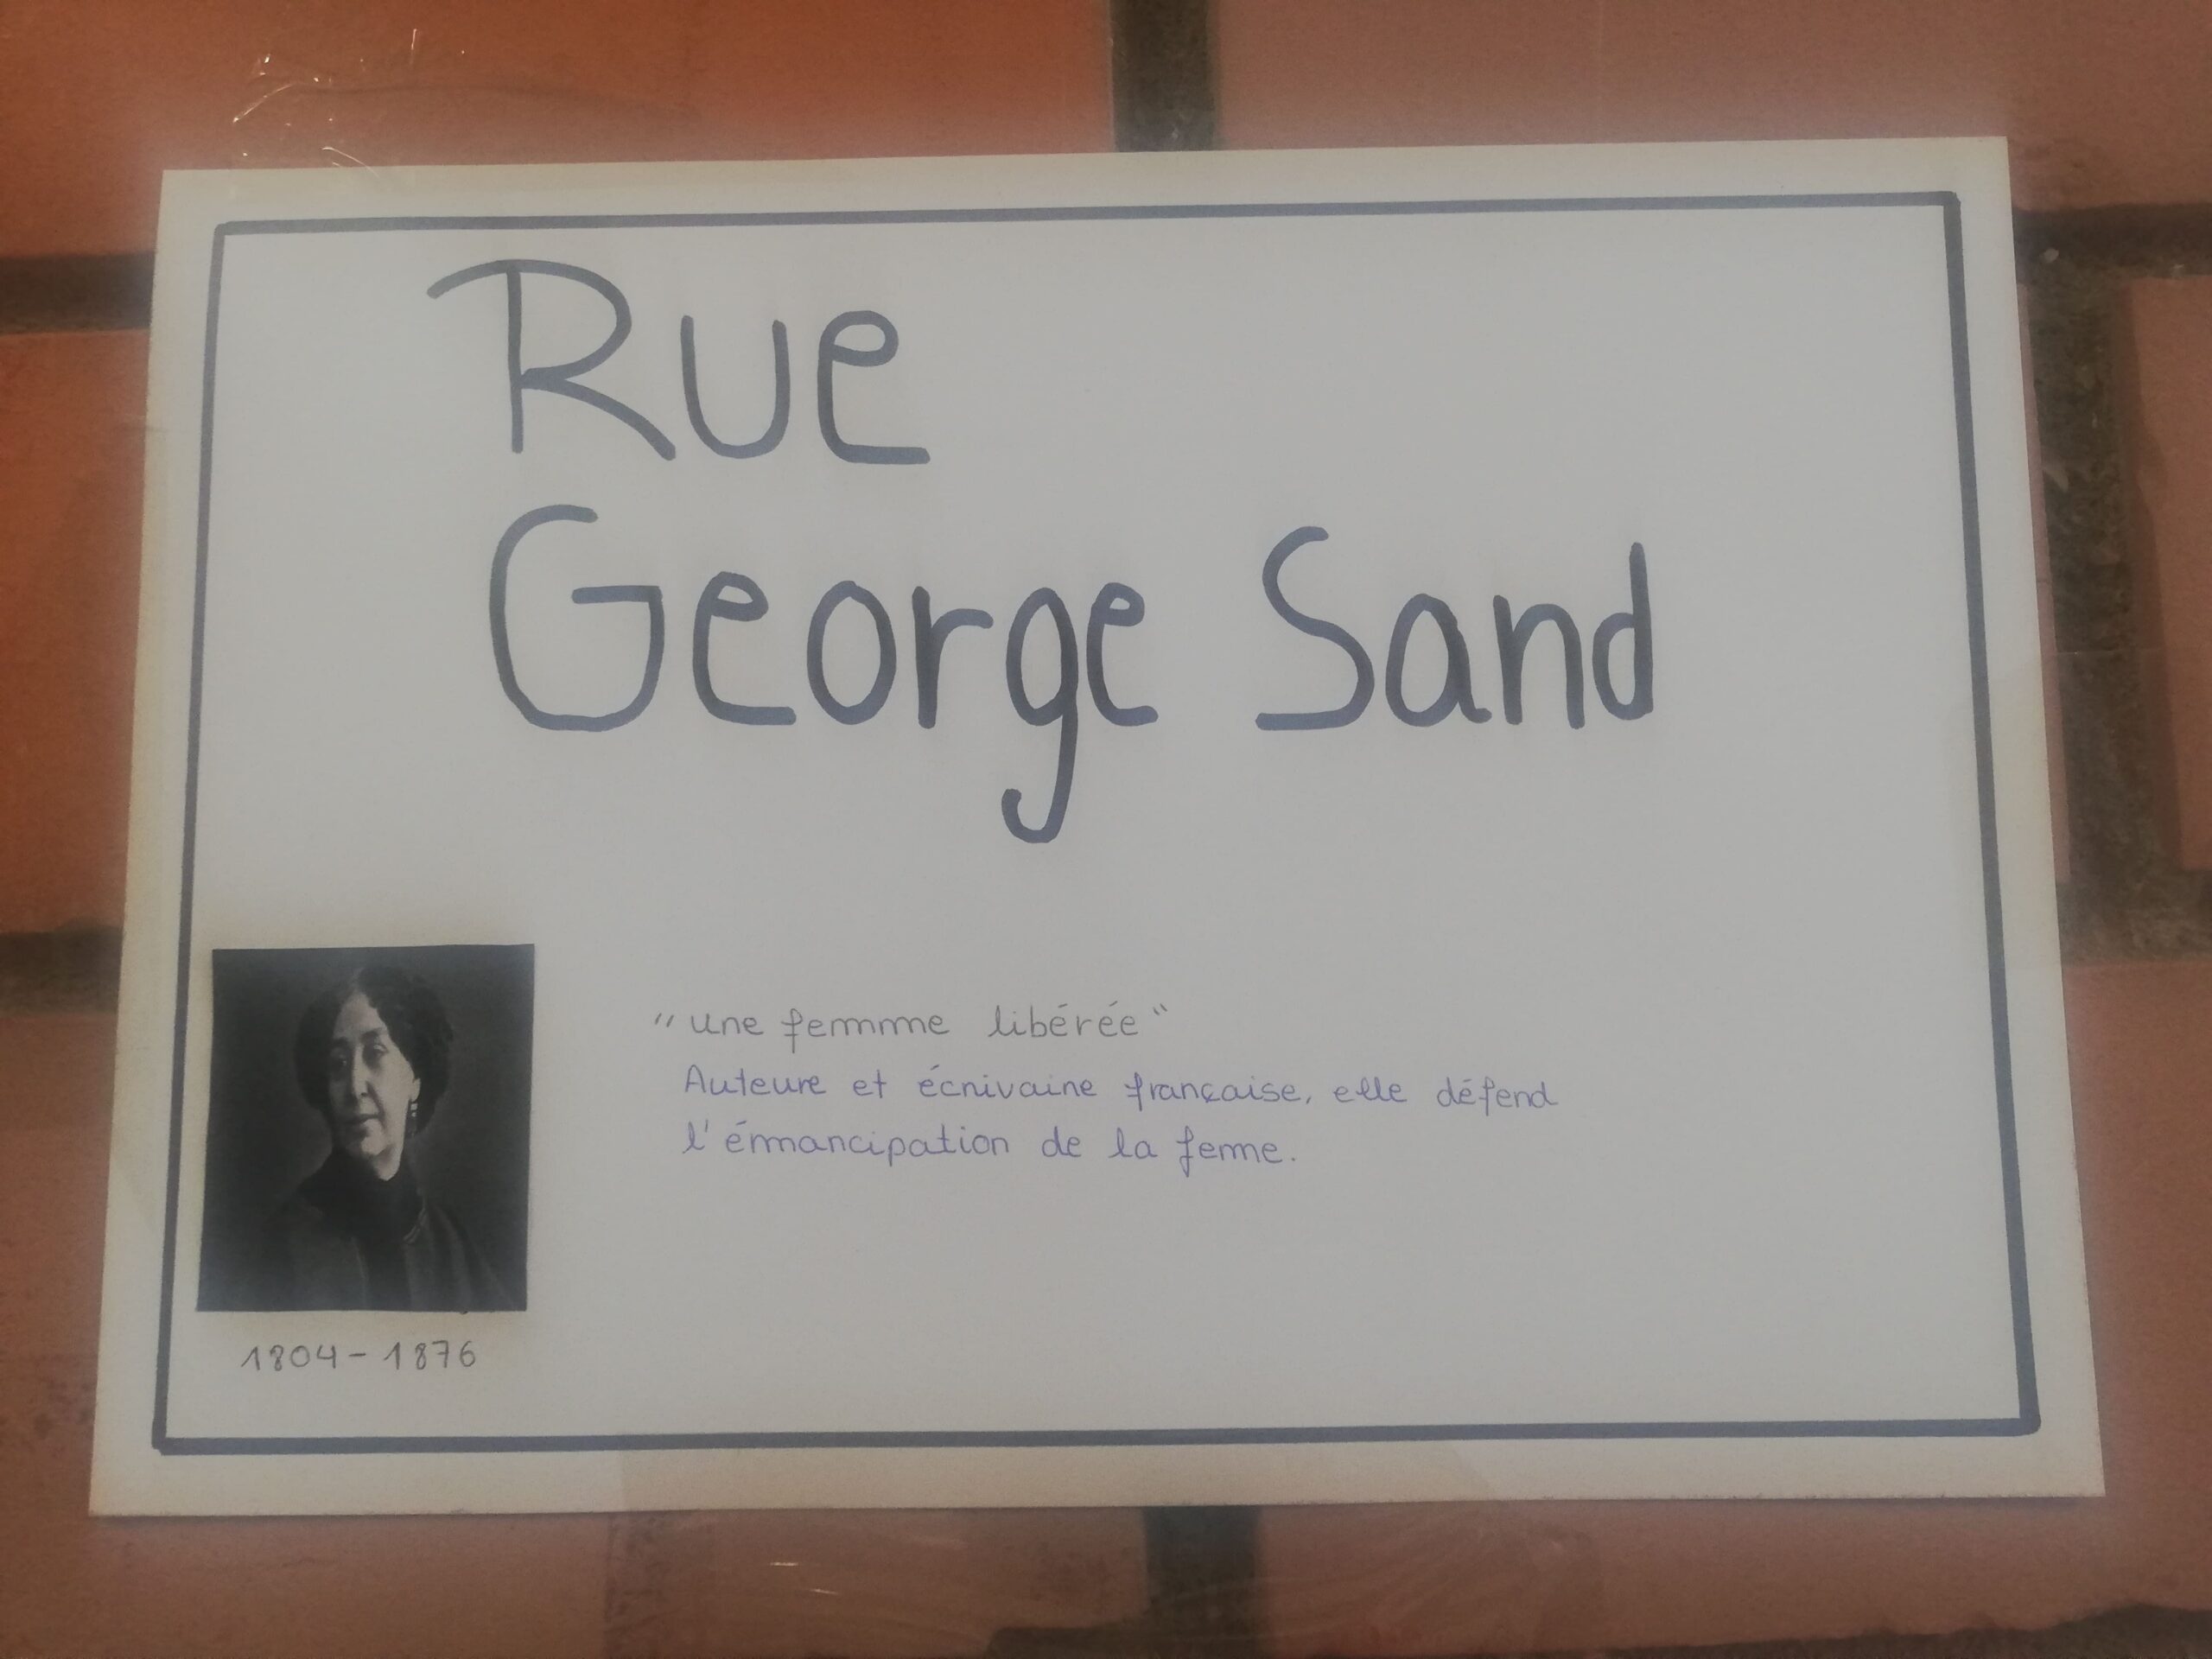 Rue
George Sand
"une femme libérée"
Auteure et écrivaine française, elle défend
l'émancipation de la femme.
1804 - 1876